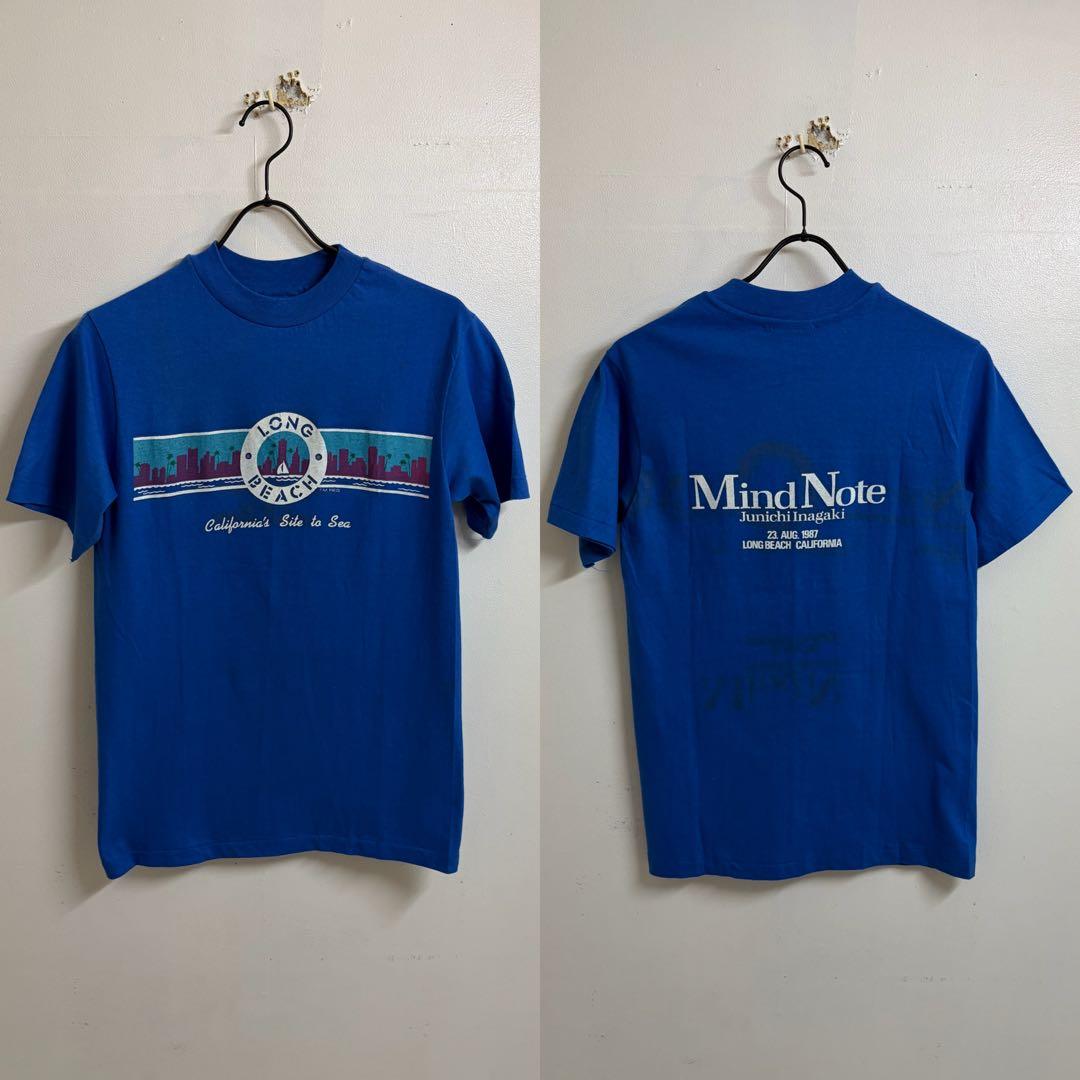 LONG
BEACH
California's Site to Sea
Mind Note
Junichi Inagaki
23. AUG. 1987
LONG BEACH CALIFORNIA